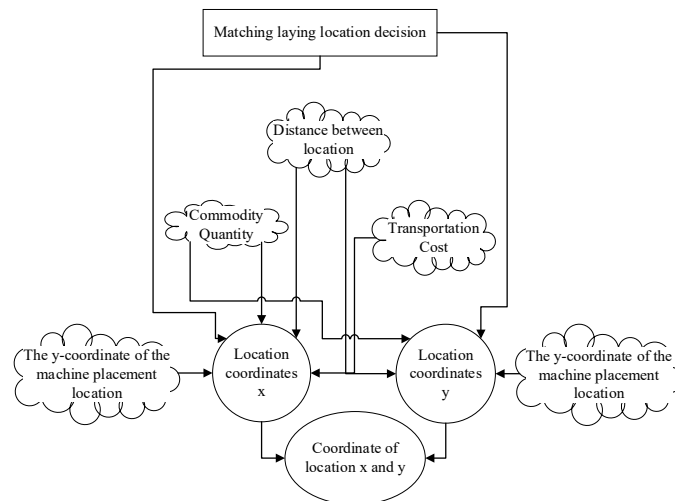 Matching laying location decision
Distance between
location
Commodity
Quantity
Transportation
Cost
The y-coordinate of the
machine placement
location
Location
coordinates
x
Location
coordinates
y
The y-coordinate of the
machine placement
location
Coordinate of
location x and y